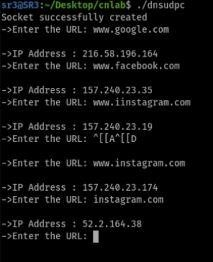 sr3@SR3:~/Desktop/cnlab$ ./dnsudpc
Socket successfully created
->Enter the URL: www.google.com
->IP Address : 216.58.196.164
->Enter the URL: www.facebook.com
->IP Address : 157.240.23.35
->Enter the URL: www.iinstagram.com
->IP Address : 157.240.23.19
->Enter the URL: ^[[A^[[D
->Enter the URL: www.instagram.com
->IP Address : 157.240.23.174
->Enter the URL: instagram.com
->IP Address : 52.2.164.38
->Enter the URL: